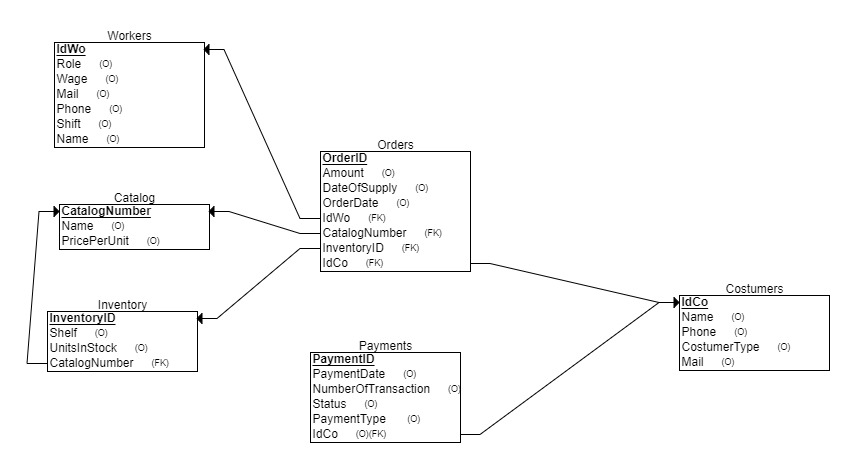 Workers
IdWo
Role (O)
Wage (O)
Mail (O)
Phone (O)
Shift (O)
Name (O)
Orders
OrderID
Amount (O)
DateOfSupply (O)
OrderDate (O)
IdWo (FK)
CatalogNumber (FK)
InventoryID (FK)
IdCo (FK)
Catalog
CatalogNumber
Name (O)
PricePerUnit (O)
Inventory
InventoryID
Shelf (O)
UnitsInStock (O)
CatalogNumber (FK)
Costumers
IdCo
Name (O)
Phone (O)
CostumerType (O)
Mail (O)
Payments
PaymentID
PaymentDate (O)
NumberOfTransaction (O)
Status (O)
PaymentType (O)
IdCo (O)(FK)